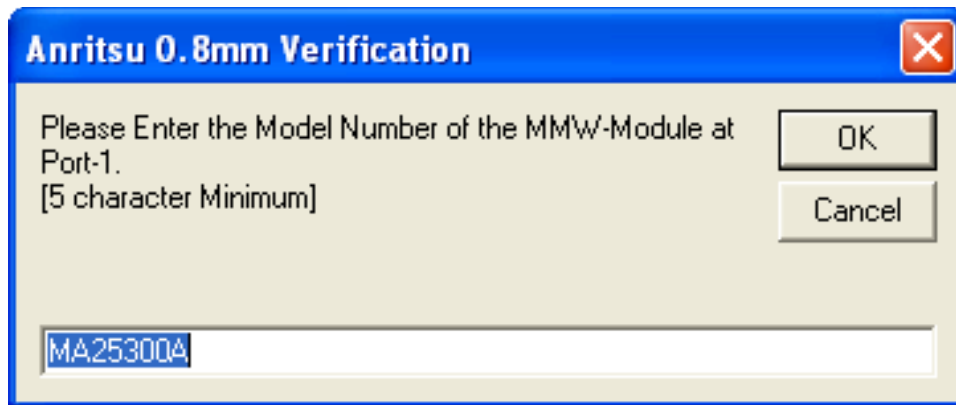 Anritsu 0.8mm Verification
Please Enter the Model Number of the MMW-Module at
Port-1.
[5 character Minimum]
OK
Cancel
MA25300A